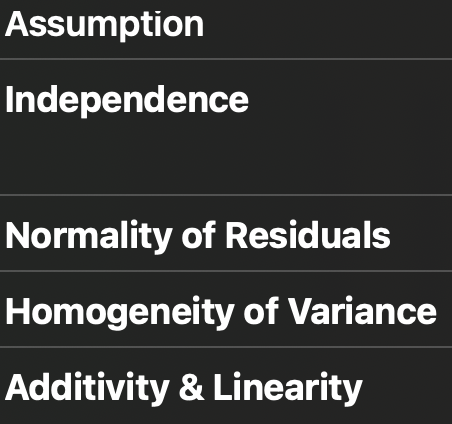 Assumption
Independence
Normality of Residuals
Homogeneity of Variance
Additivity & Linearity